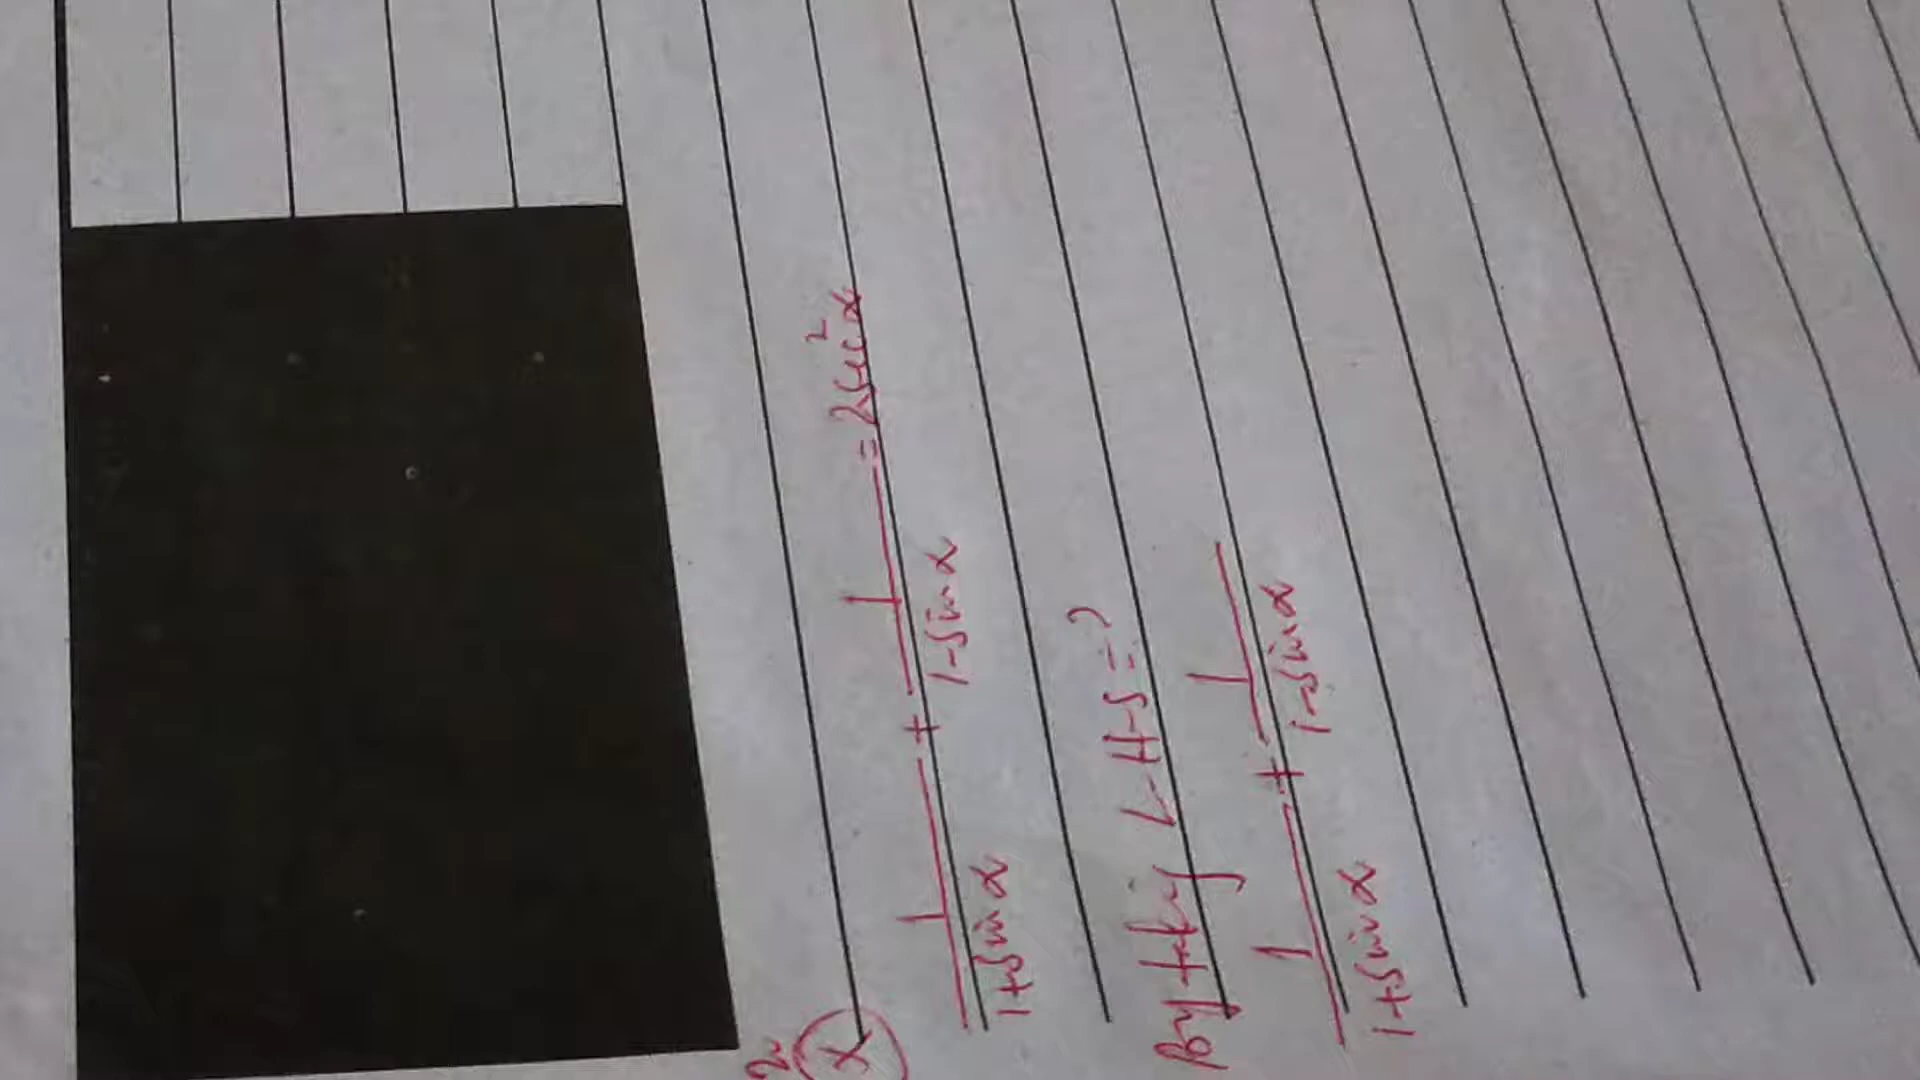 2
x
1/(1+sinα) + 1/(1-sinα) = 2sec²α
By taking L-H-S=?
1/(1+sinα) + 1/(1-sinα)